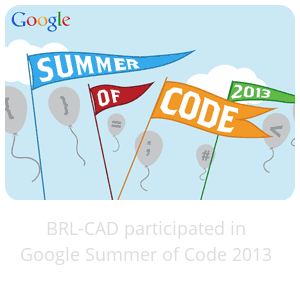 Google
SUMMER
OF
CODE
2013
{
}
=
;
#
<
BRL-CAD participated in
Google Summer of Code 2013